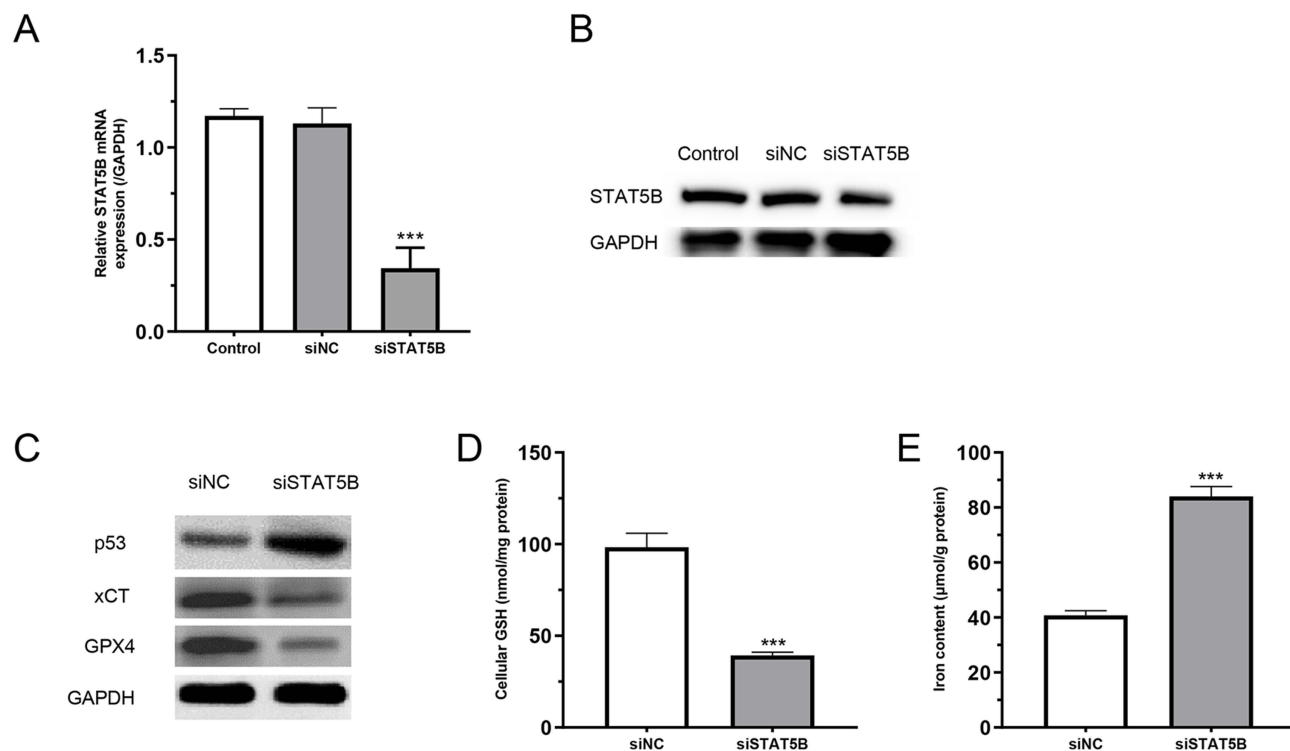 A
Relative STAT5B mRNA
expression (/GAPDH)
1.5
1.0
0.5
0.0
***
Control
siNC
siSTAT5B
B
Control siNC siSTAT5B
STAT5B
GAPDH
C
siNC siSTAT5B
p53
xCT
GPX4
GAPDH
D
Cellular GSH (nmol/mg protein)
150
100
50
0
***
siNC
siSTAT5B
E
Iron content (μmol/g protein)
100
80
60
40
20
0
***
siNC
siSTAT5B